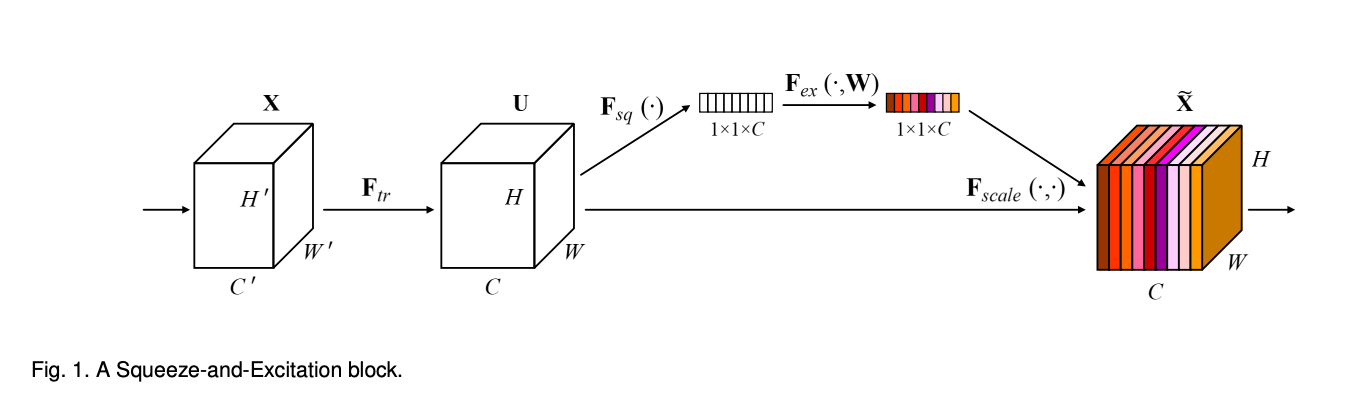 X
U
F_sq (·)
F_ex (·,W)
X̃
1×1×C
1×1×C
H′
F_tr
H
F_scale (·,·)
H
W′
W
W
C′
C
C
Fig. 1. A Squeeze-and-Excitation block.